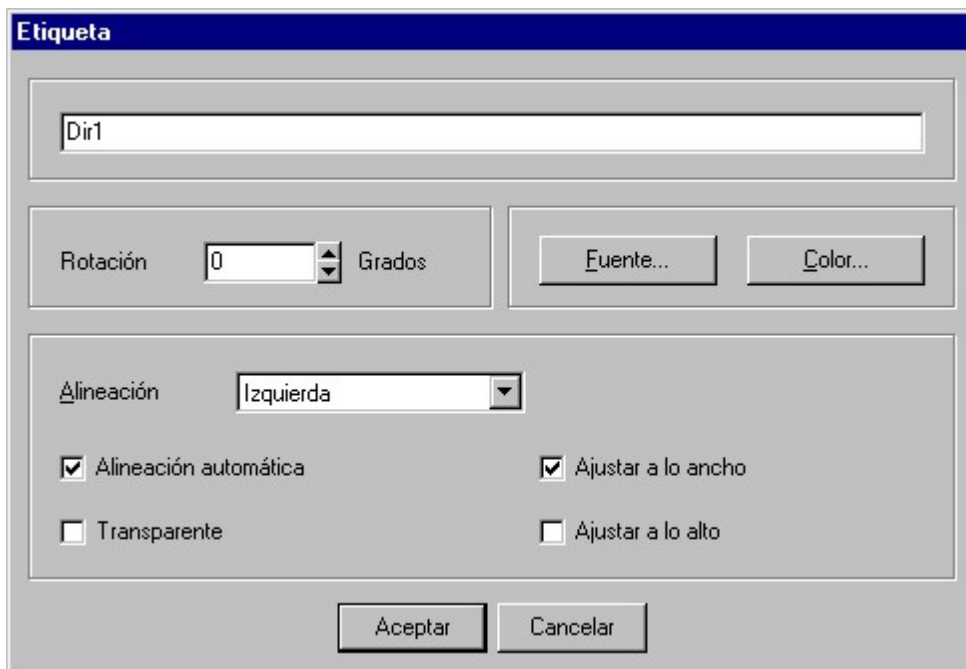 Etiqueta
Dir1
Rotación 0 Grados Fuente... Color...
Alineación Izquierda
Alineación automática Ajustar a lo ancho
Transparente Ajustar a lo alto
Aceptar Cancelar